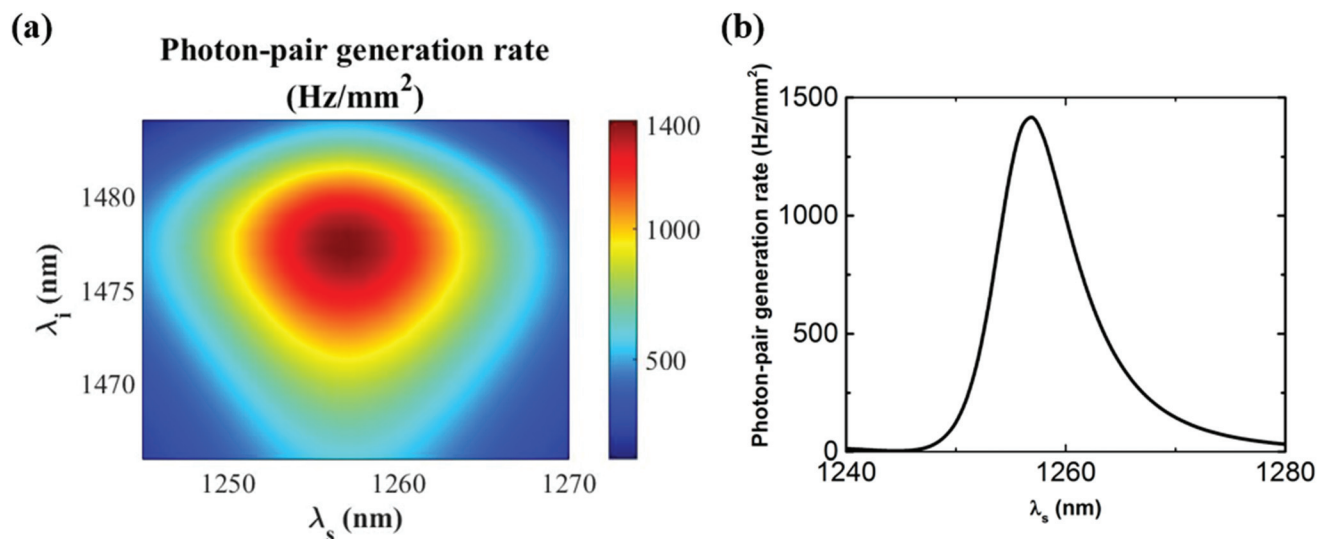 (a)
Photon-pair generation rate
(Hz/mm²)
λi (nm)
1480
1475
1470
1250
1260
1270
λs (nm)
1400
1000
500
(b)
Photon-pair generation rate (Hz/mm²)
1500
1000
500
0
1240
1260
1280
λs (nm)